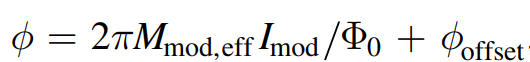 ϕ = 2πM_mod,eff I_mod/Φ_0 + ϕ_offset.